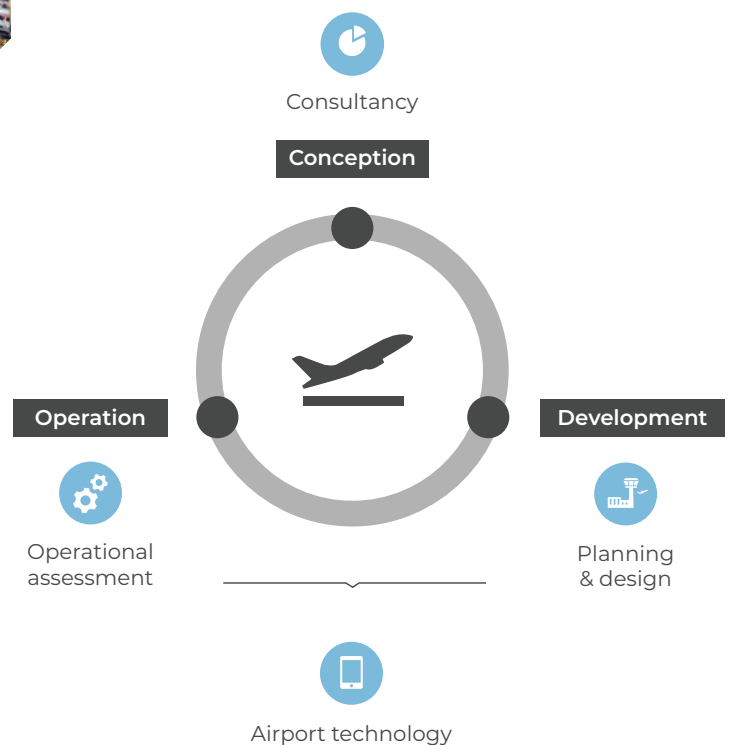 Consultancy
Conception
Operation
Development
Operational
assessment
Planning
& design
Airport technology